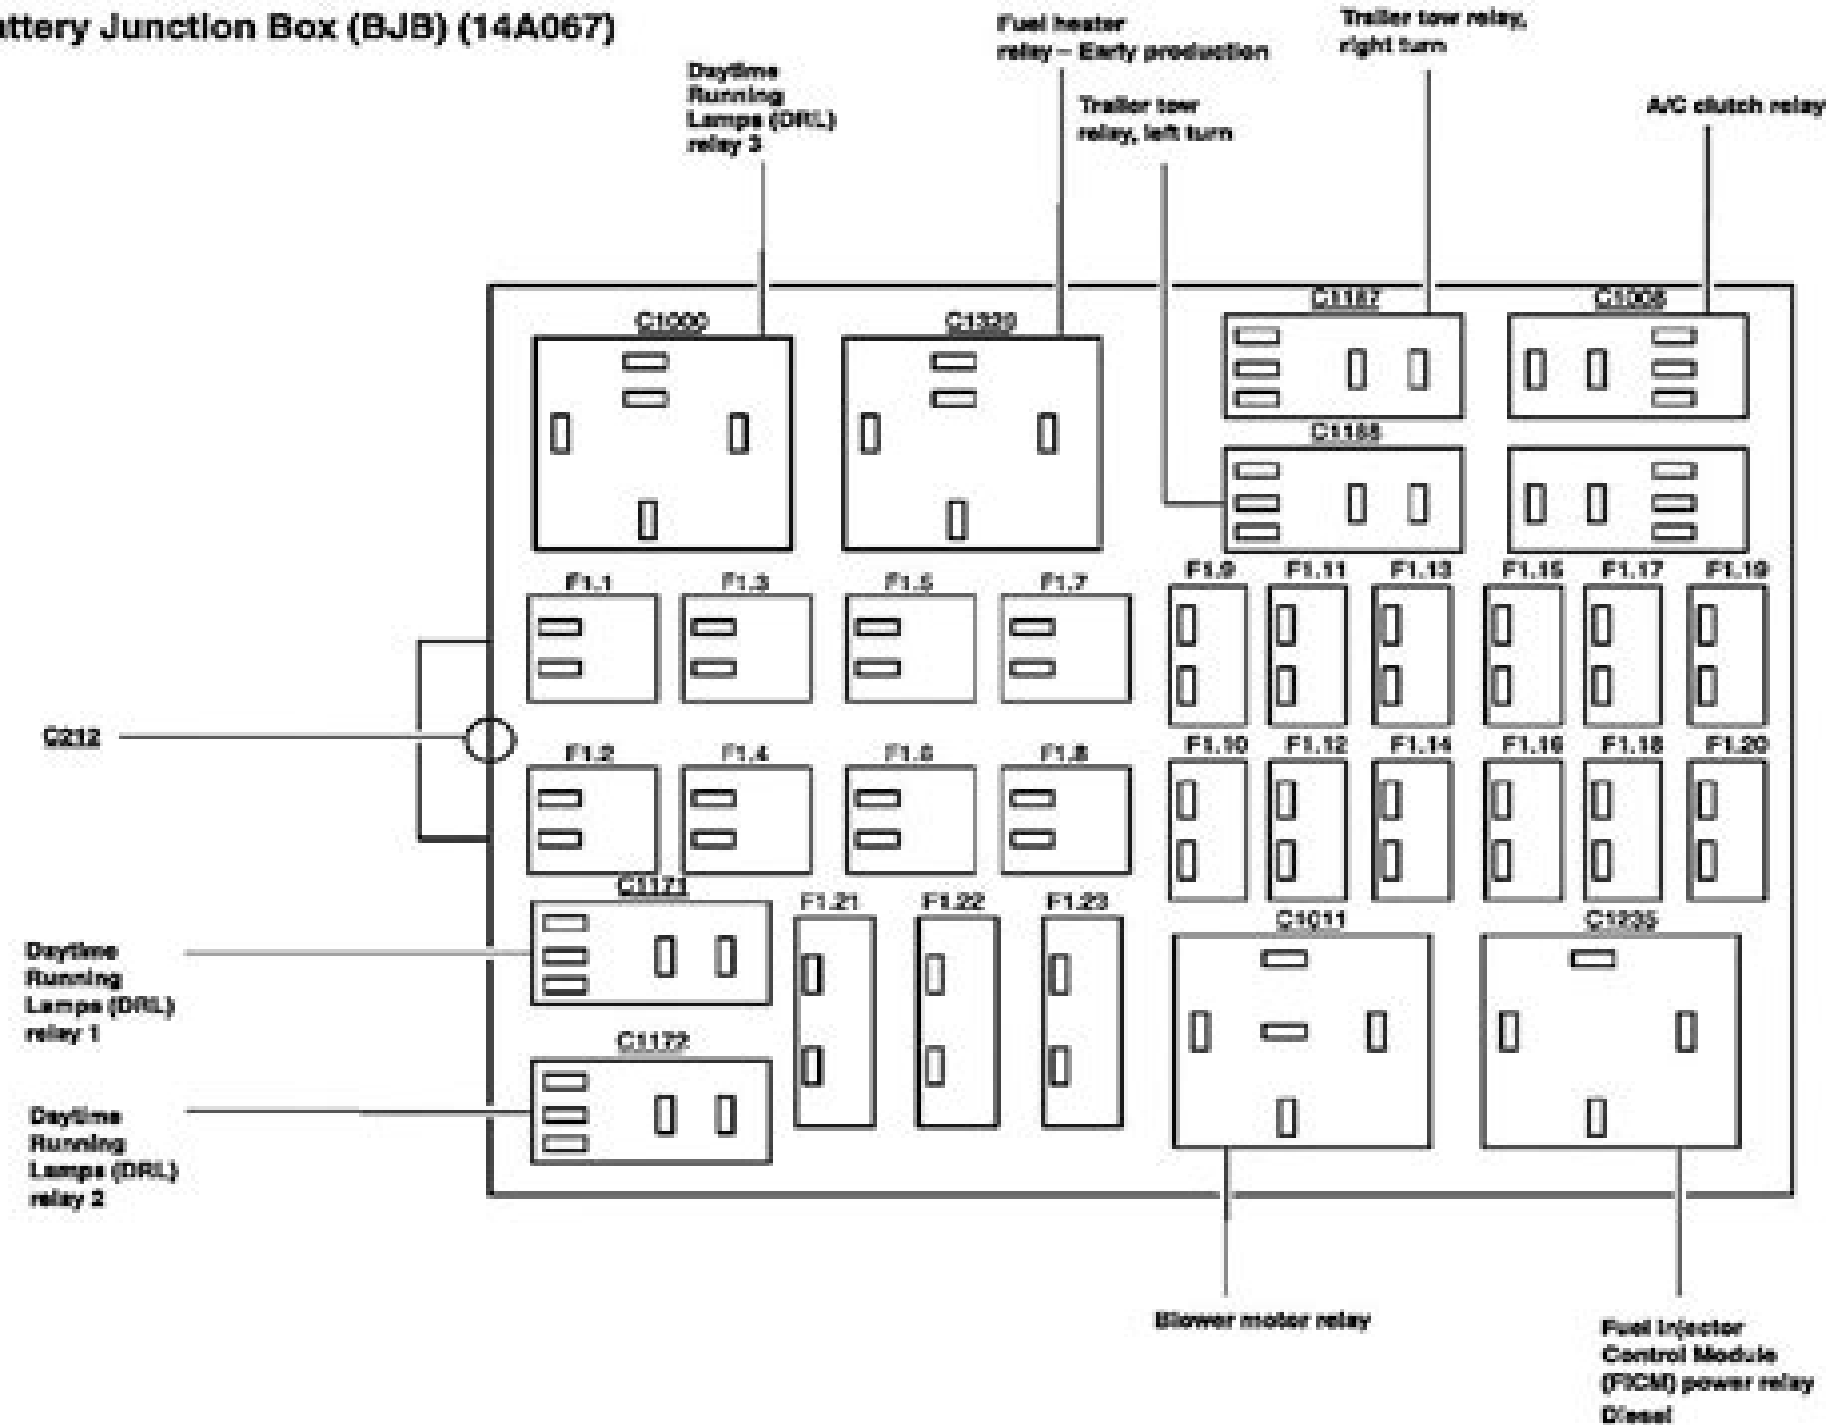 ttery Junction Box (BJB) (14A067)
Fuel heater
relay – Early production
Trailer tow relay,
right turn
Daytime
Running
Lamps (DRL)
relay 3
Trailer tow
relay, left turn
A/C clutch relay
C1187
C1008
C1000
C1320
C1188
F1.1
F1.3
F1.5
F1.7
F1.9
F1.11
F1.13
F1.15
F1.17
F1.19
C212
F1.2
F1.4
F1.6
F1.8
F1.10
F1.12
F1.14
F1.16
F1.18
F1.20
C1171
F1.21
F1.22
F1.23
C1011
C1235
Daytime
Running
Lamps (DRL)
relay 1
C1172
Daytime
Running
Lamps (DRL)
relay 2
Blower motor relay
Fuel Injector
Control Module
(FICM) power relay
Diesel